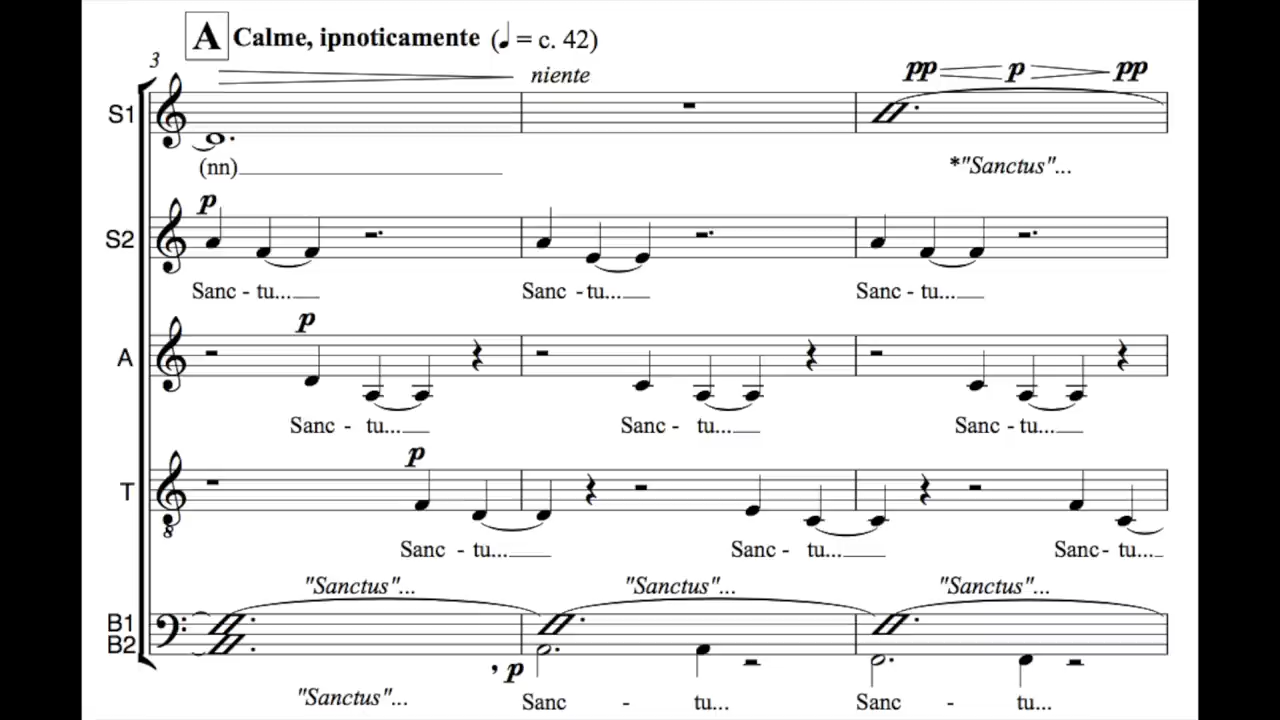 A Calme, ipnoticamente (♩ = c. 42)
3
niente pp p pp
S1
(nn) *"Sanctus"...
p
S2
Sanc - tu... Sanc - tu... Sanc - tu...
p
A
Sanc - tu... Sanc - tu... Sanc - tu...
p
T
8
Sanc - tu... Sanc - tu... Sanc - tu...
"Sanctus"... "Sanctus"... "Sanctus"...
B1
B2
, p
"Sanctus"... Sanc - tu... Sanc - tu...